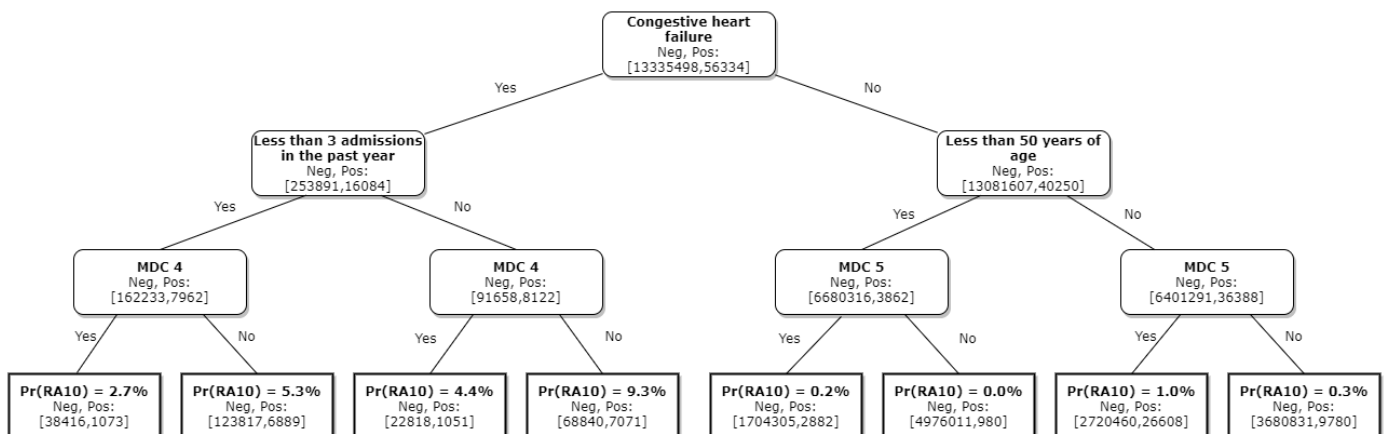 Congestive heart
failure
Neg, Pos:
[13335498,56334]
Yes
No
Less than 3 admissions
in the past year
Neg, Pos:
[253891,16084]
Less than 50 years of
age
Neg, Pos:
[13081607,40250]
Yes
No
Yes
No
MDC 4
Neg, Pos:
[162233,7962]
MDC 4
Neg, Pos:
[91658,8122]
MDC 5
Neg, Pos:
[6680316,3862]
MDC 5
Neg, Pos:
[6401291,36388]
Yes
No
Yes
No
Yes
No
Yes
No
Pr(RA10) = 2.7%
Neg, Pos:
[38416,1073]
Pr(RA10) = 5.3%
Neg, Pos:
[123817,6889]
Pr(RA10) = 4.4%
Neg, Pos:
[22818,1051]
Pr(RA10) = 9.3%
Neg, Pos:
[68840,7071]
Pr(RA10) = 0.2%
Neg, Pos:
[1704305,2882]
Pr(RA10) = 0.0%
Neg, Pos:
[4976011,980]
Pr(RA10) = 1.0%
Neg, Pos:
[2720460,26608]
Pr(RA10) = 0.3%
Neg, Pos:
[3680831,9780]